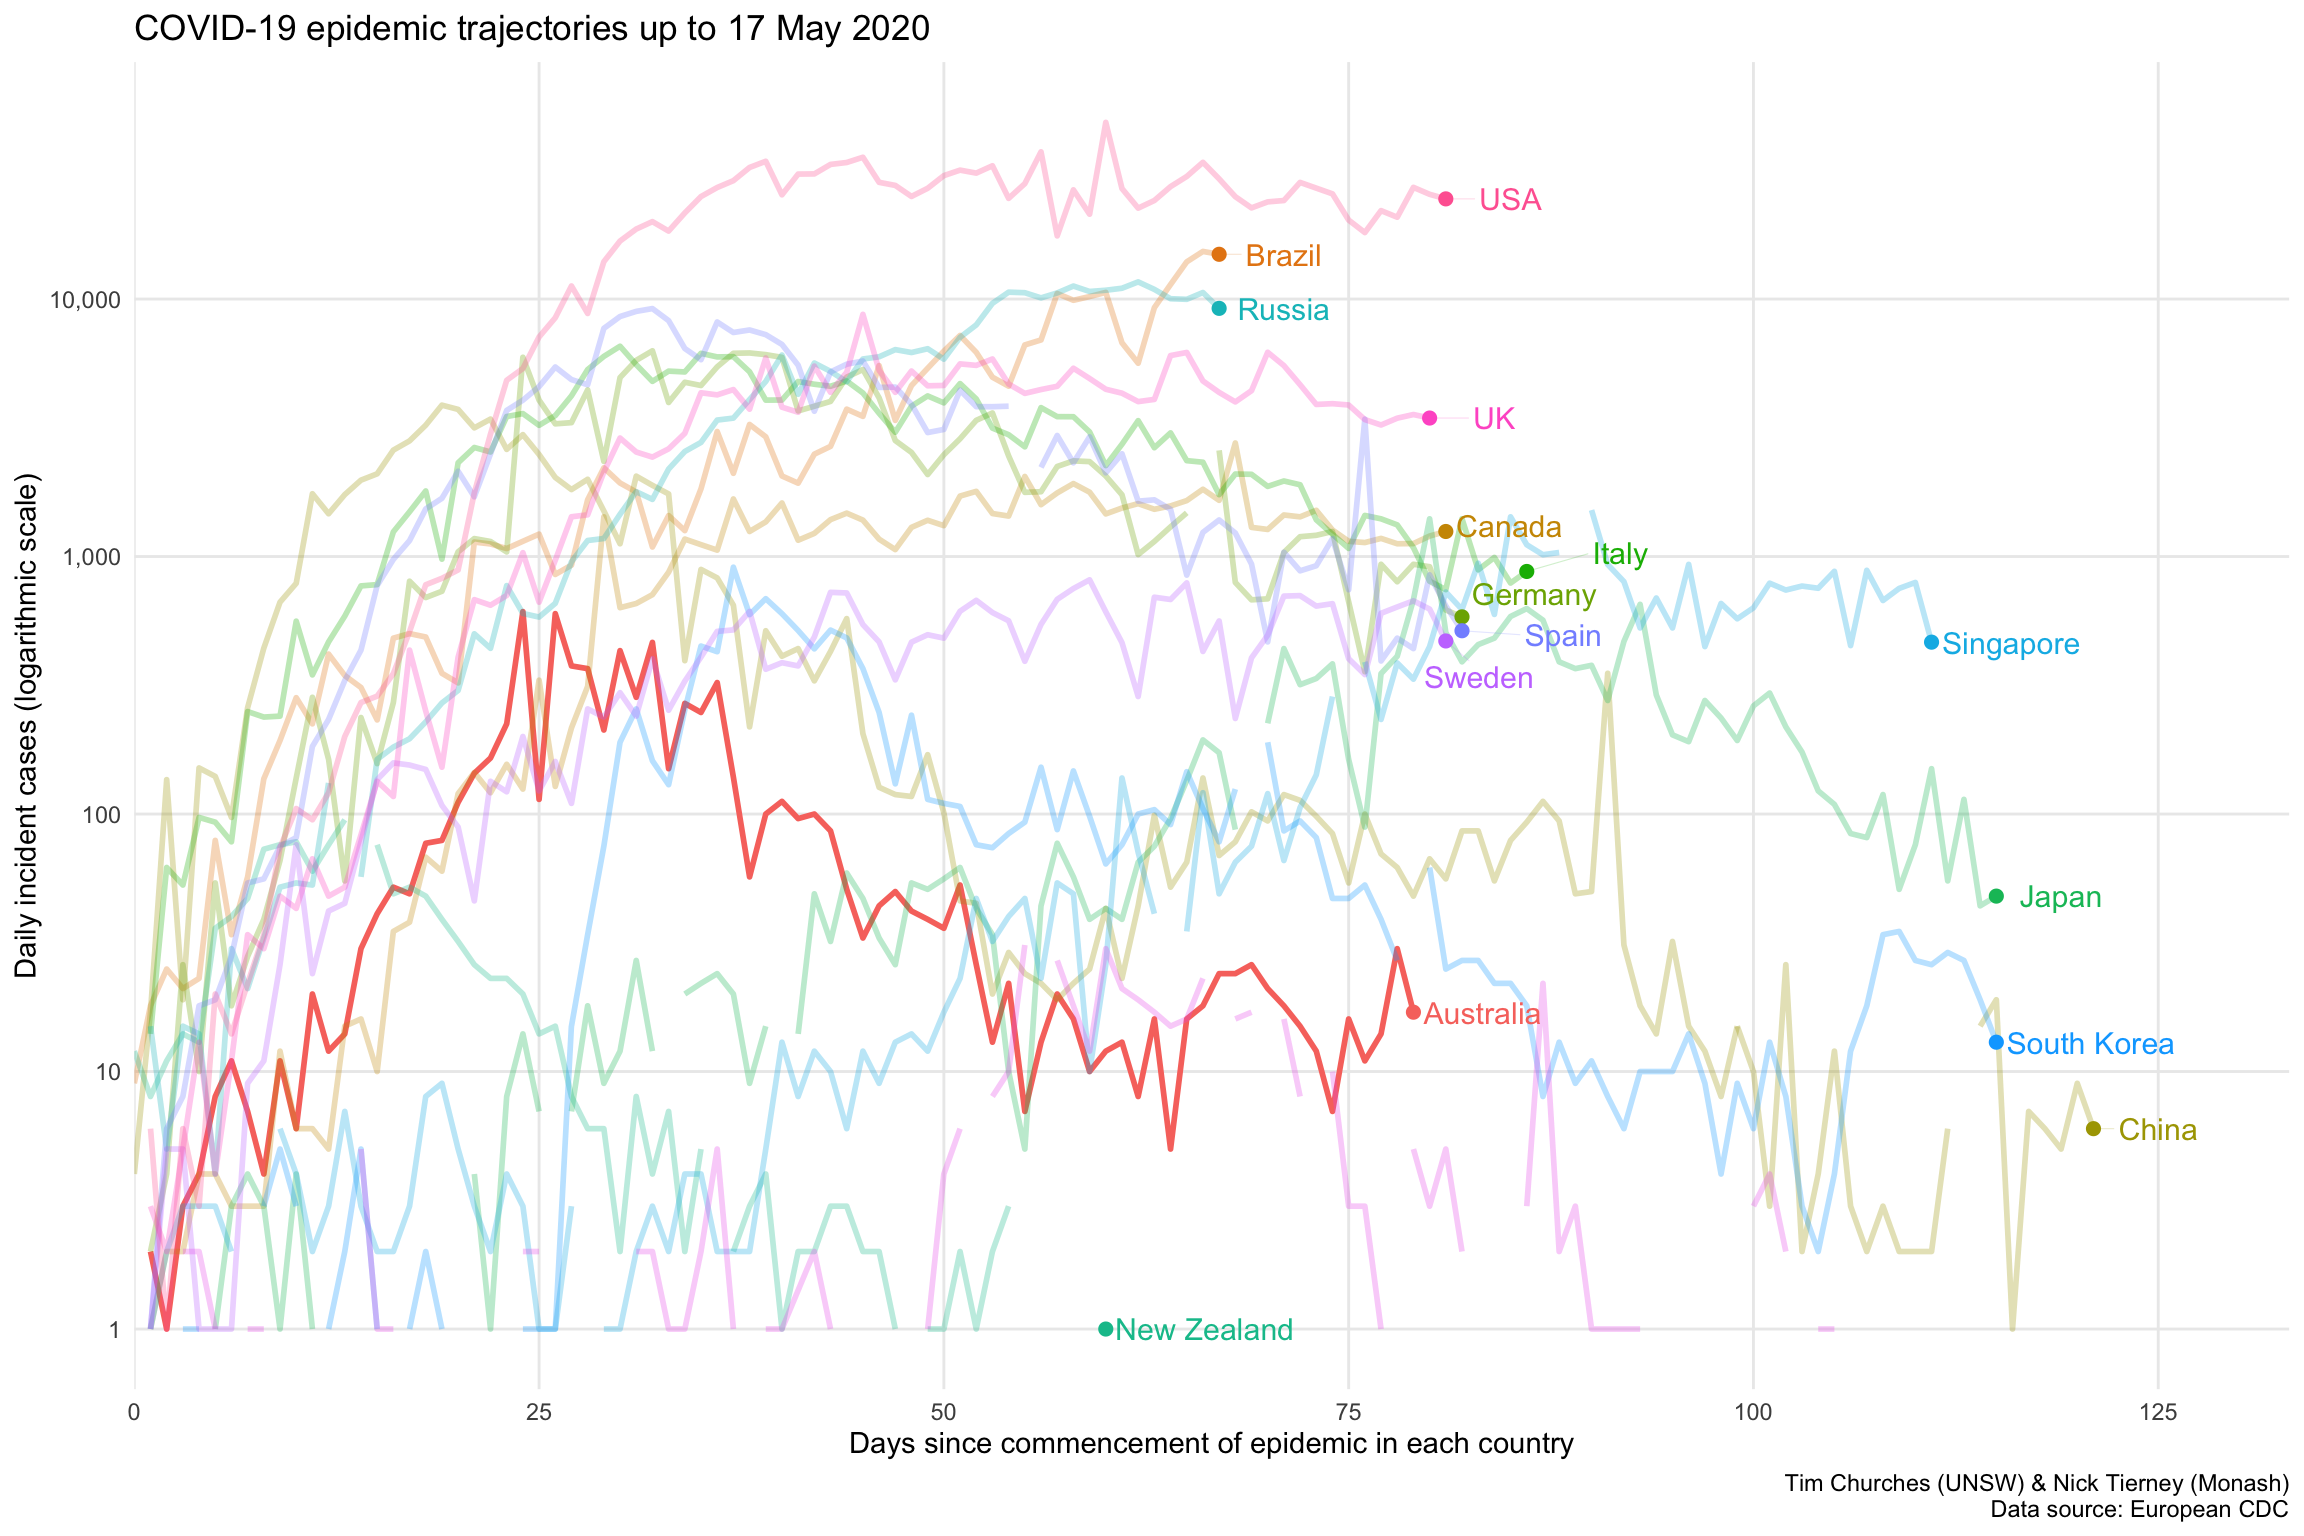 COVID-19 epidemic trajectories up to 17 May 2020
Daily incident cases (logarithmic scale)
10,000
1,000
100
10
1
USA
Brazil
Russia
UK
Canada
Italy
Germany
Spain
Singapore
Sweden
Japan
Australia
South Korea
China
New Zealand
0 25 50 75 100 125
Days since commencement of epidemic in each country
Tim Churches (UNSW) & Nick Tierney (Monash)
Data source: European CDC